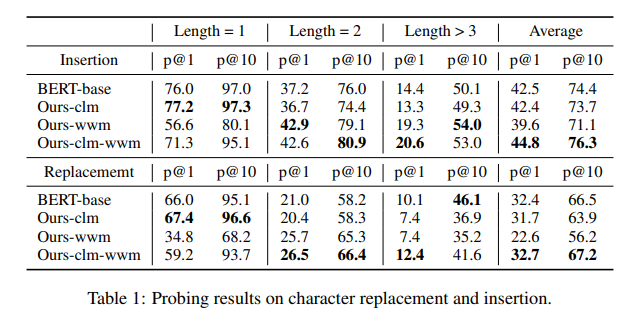 Length = 1 Length = 2 Length > 3 Average
Insertion p@1 p@10 p@1 p@10 p@1 p@10 p@1 p@10
BERT-base 76.0 97.0 37.2 76.0 14.4 50.1 42.5 74.4
Ours-clm 77.2 97.3 36.7 74.4 13.3 49.3 42.4 73.7
Ours-wwm 56.6 80.1 42.9 79.1 19.3 54.0 39.6 71.1
Ours-clm-wwm 71.3 95.1 42.6 80.9 20.6 53.0 44.8 76.3
Replacememt p@1 p@10 p@1 p@10 p@1 p@10 p@1 p@10
BERT-base 66.0 95.1 21.0 58.2 10.1 46.1 32.4 66.5
Ours-clm 67.4 96.6 20.4 58.3 7.4 36.9 31.7 63.9
Ours-wwm 34.8 68.2 25.7 65.3 7.4 35.2 22.6 56.2
Ours-clm-wwm 59.2 93.7 26.5 66.4 12.4 41.6 32.7 67.2
Table 1: Probing results on character replacement and insertion.